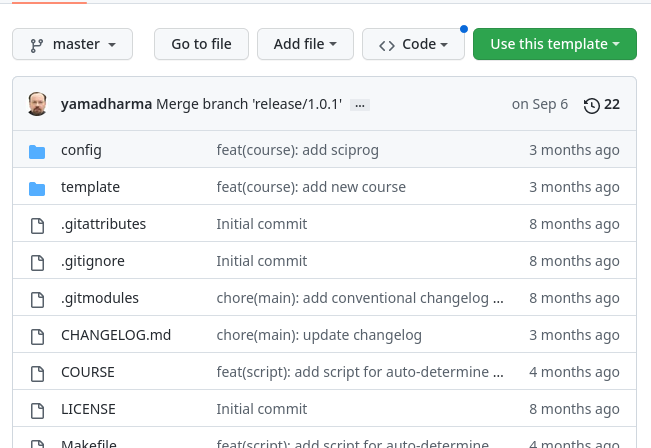 master Go to file Add file Code Use this template
yamadharma Merge branch 'release/1.0.1' ... on Sep 6 22
config feat(course): add sciprog 3 months ago
template feat(course): add new course 3 months ago
.gitattributes Initial commit 8 months ago
.gitignore Initial commit 8 months ago
.gitmodules chore(main): add conventional changelog ... 8 months ago
CHANGELOG.md chore(main): update changelog 3 months ago
COURSE feat(script): add script for auto-determine ... 4 months ago
LICENSE Initial commit 8 months ago
Makefile feat(script): add script for auto-determine 4 months ago